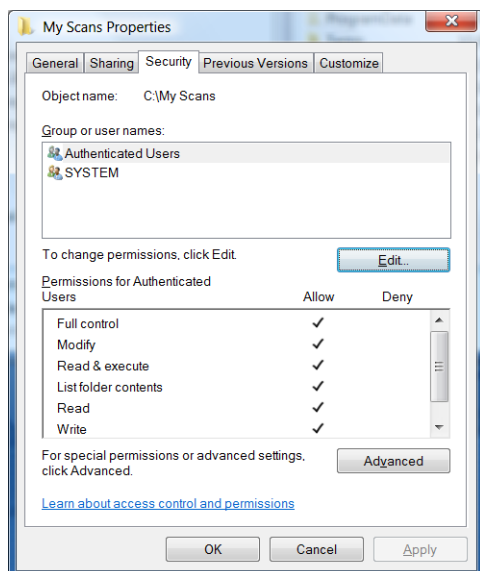 ProgramData
My Scans Properties
General Sharing Security Previous Versions Customize
Object name: C:\My Scans
Group or user names:
Authenticated Users
SYSTEM
To change permissions, click Edit.
Edit...
Permissions for Authenticated
Users Allow Deny
Full control
Modify
Read & execute
List folder contents
Read
Write
For special permissions or advanced settings,
click Advanced.
Advanced
Learn about access control and permissions
OK Cancel Apply